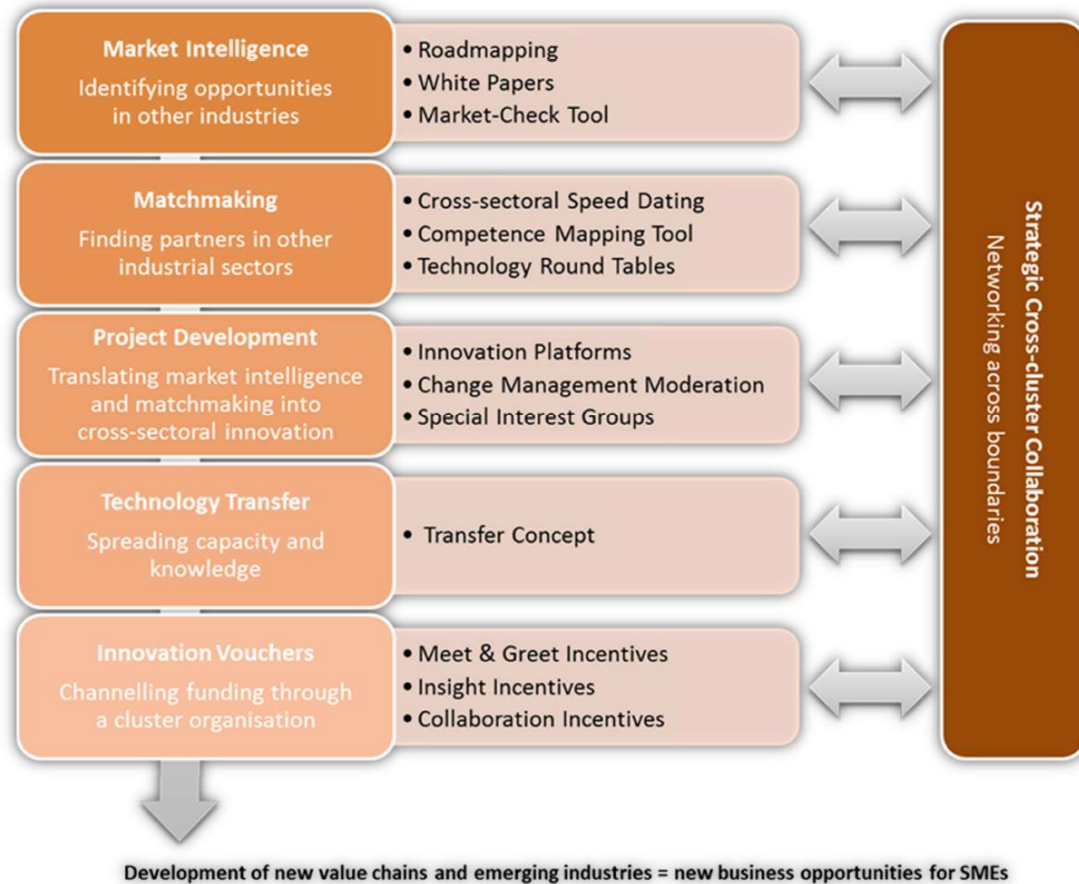 Market Intelligence
Identifying opportunities
in other industries
• Roadmapping
• White Papers
• Market-Check Tool
Matchmaking
Finding partners in other
industrial sectors
• Cross-sectoral Speed Dating
• Competence Mapping Tool
• Technology Round Tables
Project Development
Translating market intelligence
and matchmaking into
cross-sectoral innovation
• Innovation Platforms
• Change Management Moderation
• Special Interest Groups
Technology Transfer
Spreading capacity and
knowledge
• Transfer Concept
Innovation Vouchers
Channelling funding through
a cluster organisation
• Meet & Greet Incentives
• Insight Incentives
• Collaboration Incentives
Strategic Cross-cluster Collaboration
Networking across boundaries
Development of new value chains and emerging industries = new business opportunities for SMEs